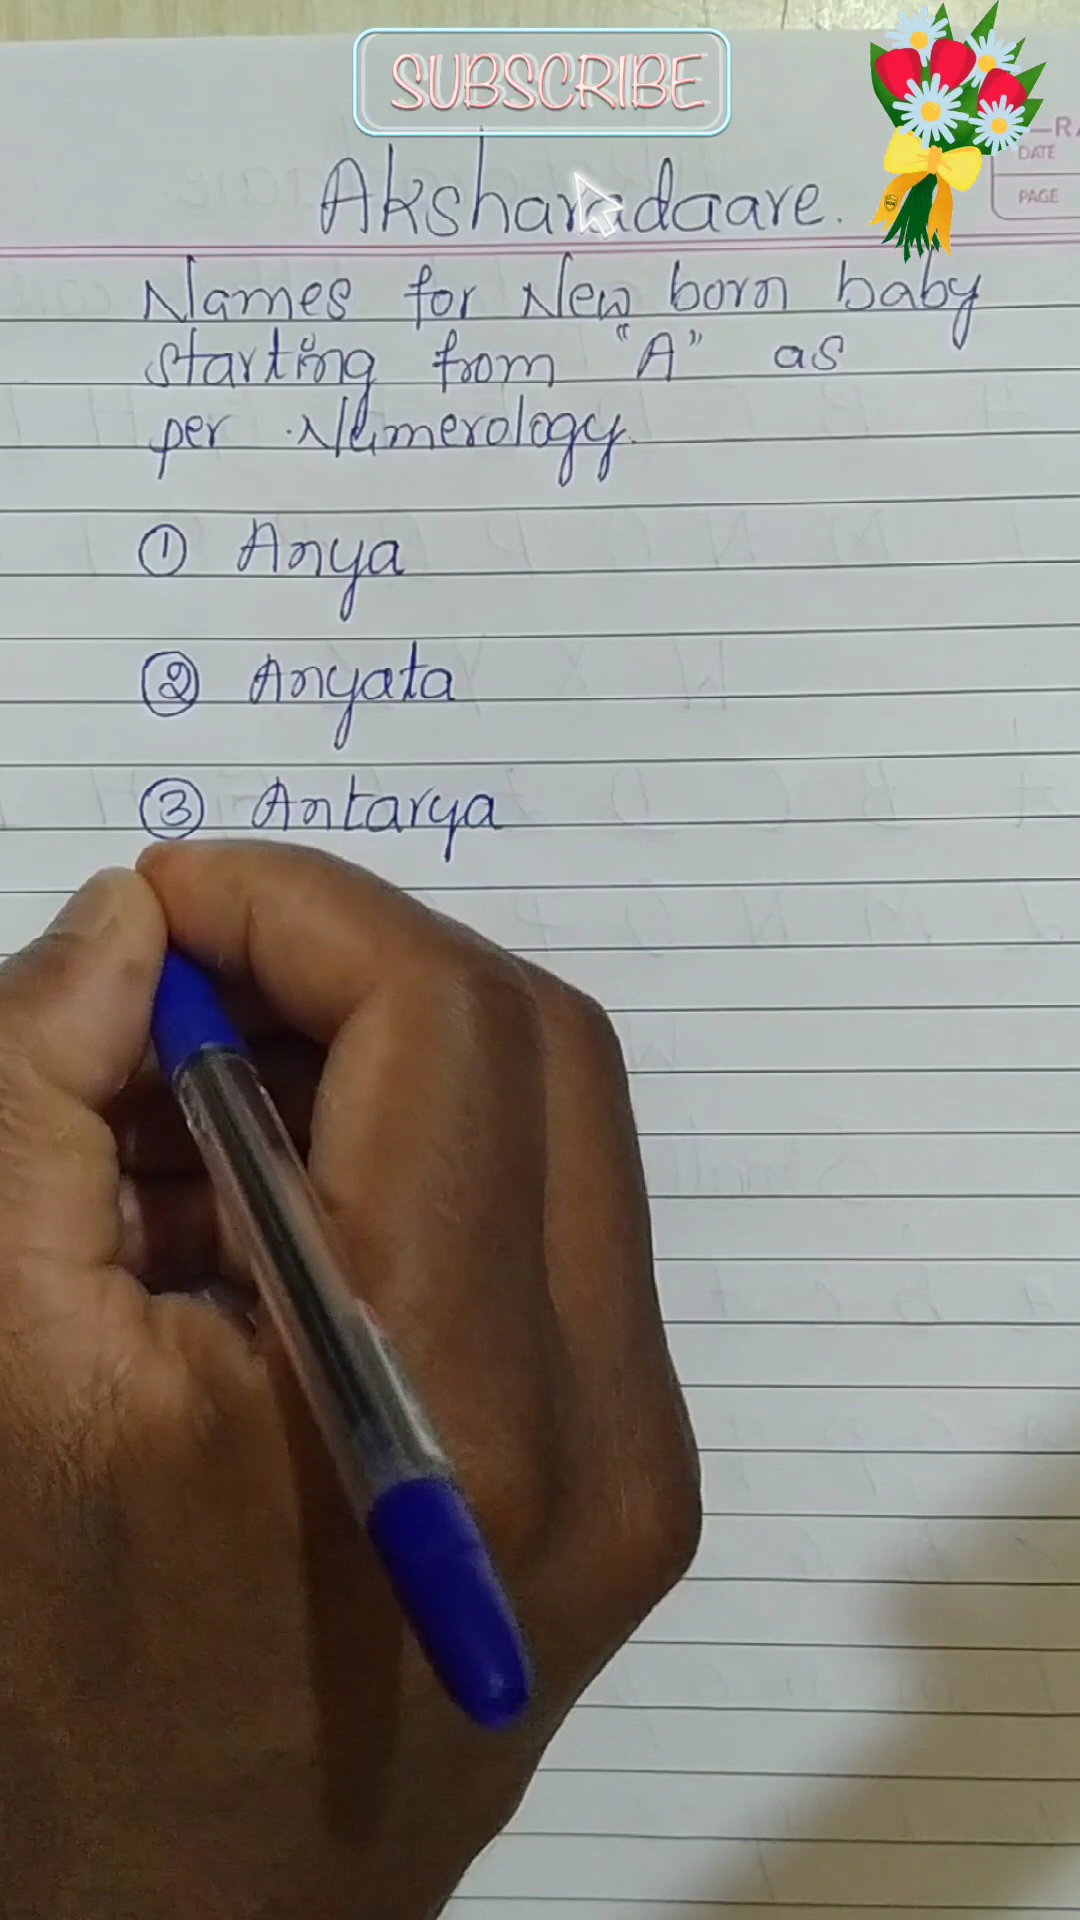 SUBSCRIBE
RA
DATE
PAGE
Aksharadaare.
Names for New born baby
starting from "A" as
per Numerology.
① Anya
② Anyata
③ Antarya